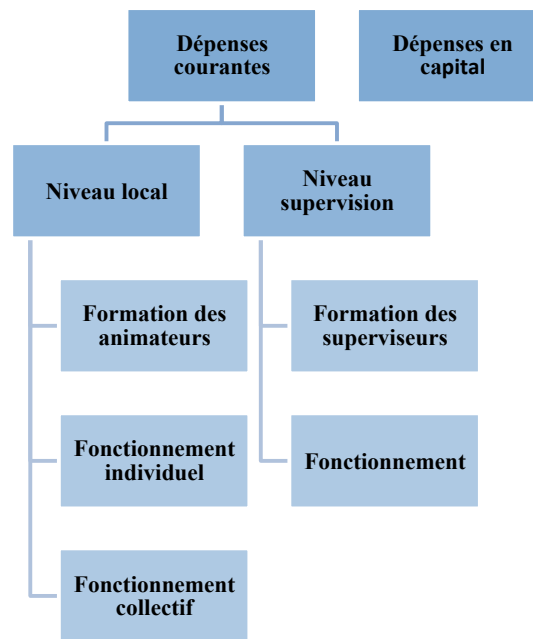 Dépenses
courantes
Dépenses en
capital
Niveau local
Niveau
supervision
Formation des
animateurs
Formation des
superviseurs
Fonctionnement
individuel
Fonctionnement
Fonctionnement
collectif